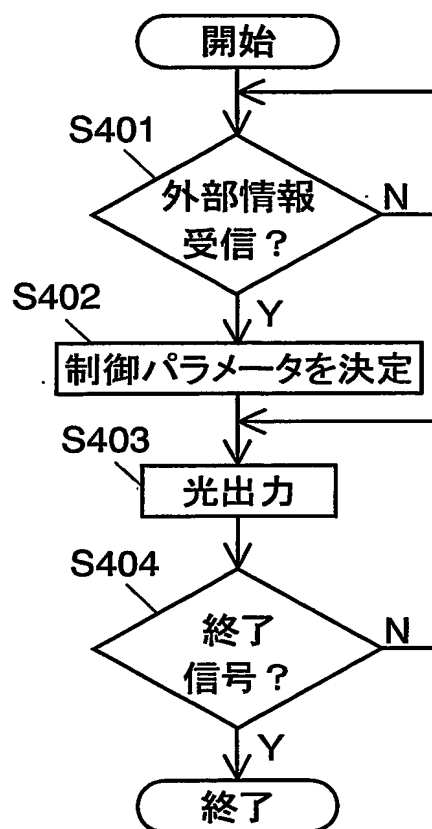 開始
S401
外部情報
受信？
N
Y
S402
制御パラメータを決定
S403
光出力
S404
終了
信号？
N
Y
終了